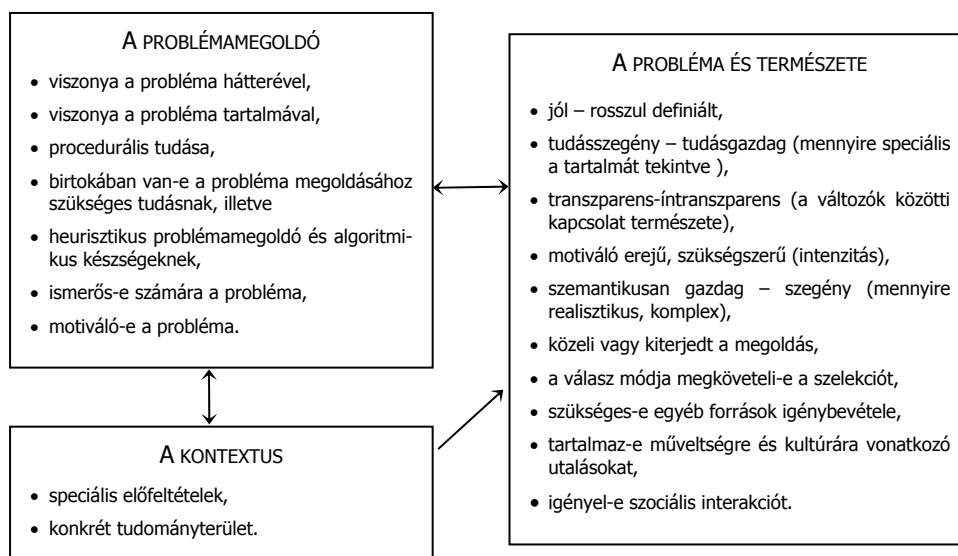 A PROBLÉMAMEGOLDÓ
• viszonya a probléma hátterével,
• viszonya a probléma tartalmával,
• procedurális tudása,
• birtokában van-e a probléma megoldásához
szükséges tudásnak, illetve
• heurisztikus problémamegoldó és algoritmi-
kus készségeknek,
• ismerős-e számára a probléma,
• motiváló-e a probléma.
A KONTEXTUS
• speciális előfeltételek,
• konkrét tudományterület.
A PROBLÉMA ÉS TERMÉSZETE
• jól – rosszul definiált,
• tudásszegény – tudásgazdag (mennyire speciális
a tartalmát tekintve ),
• transzparens-íntranszparens (a változók közötti
kapcsolat természete),
• motiváló erejű, szükségszerű (intenzitás),
• szemantikusan gazdag – szegény (mennyire
realisztikus, komplex),
• közeli vagy kiterjedt a megoldás,
• a válasz módja megköveteli-e a szelekciót,
• szükséges-e egyéb források igénybevétele,
• tartalmaz-e műveltségre és kultúrára vonatkozó
utalásokat,
• igényel-e szociális interakciót.